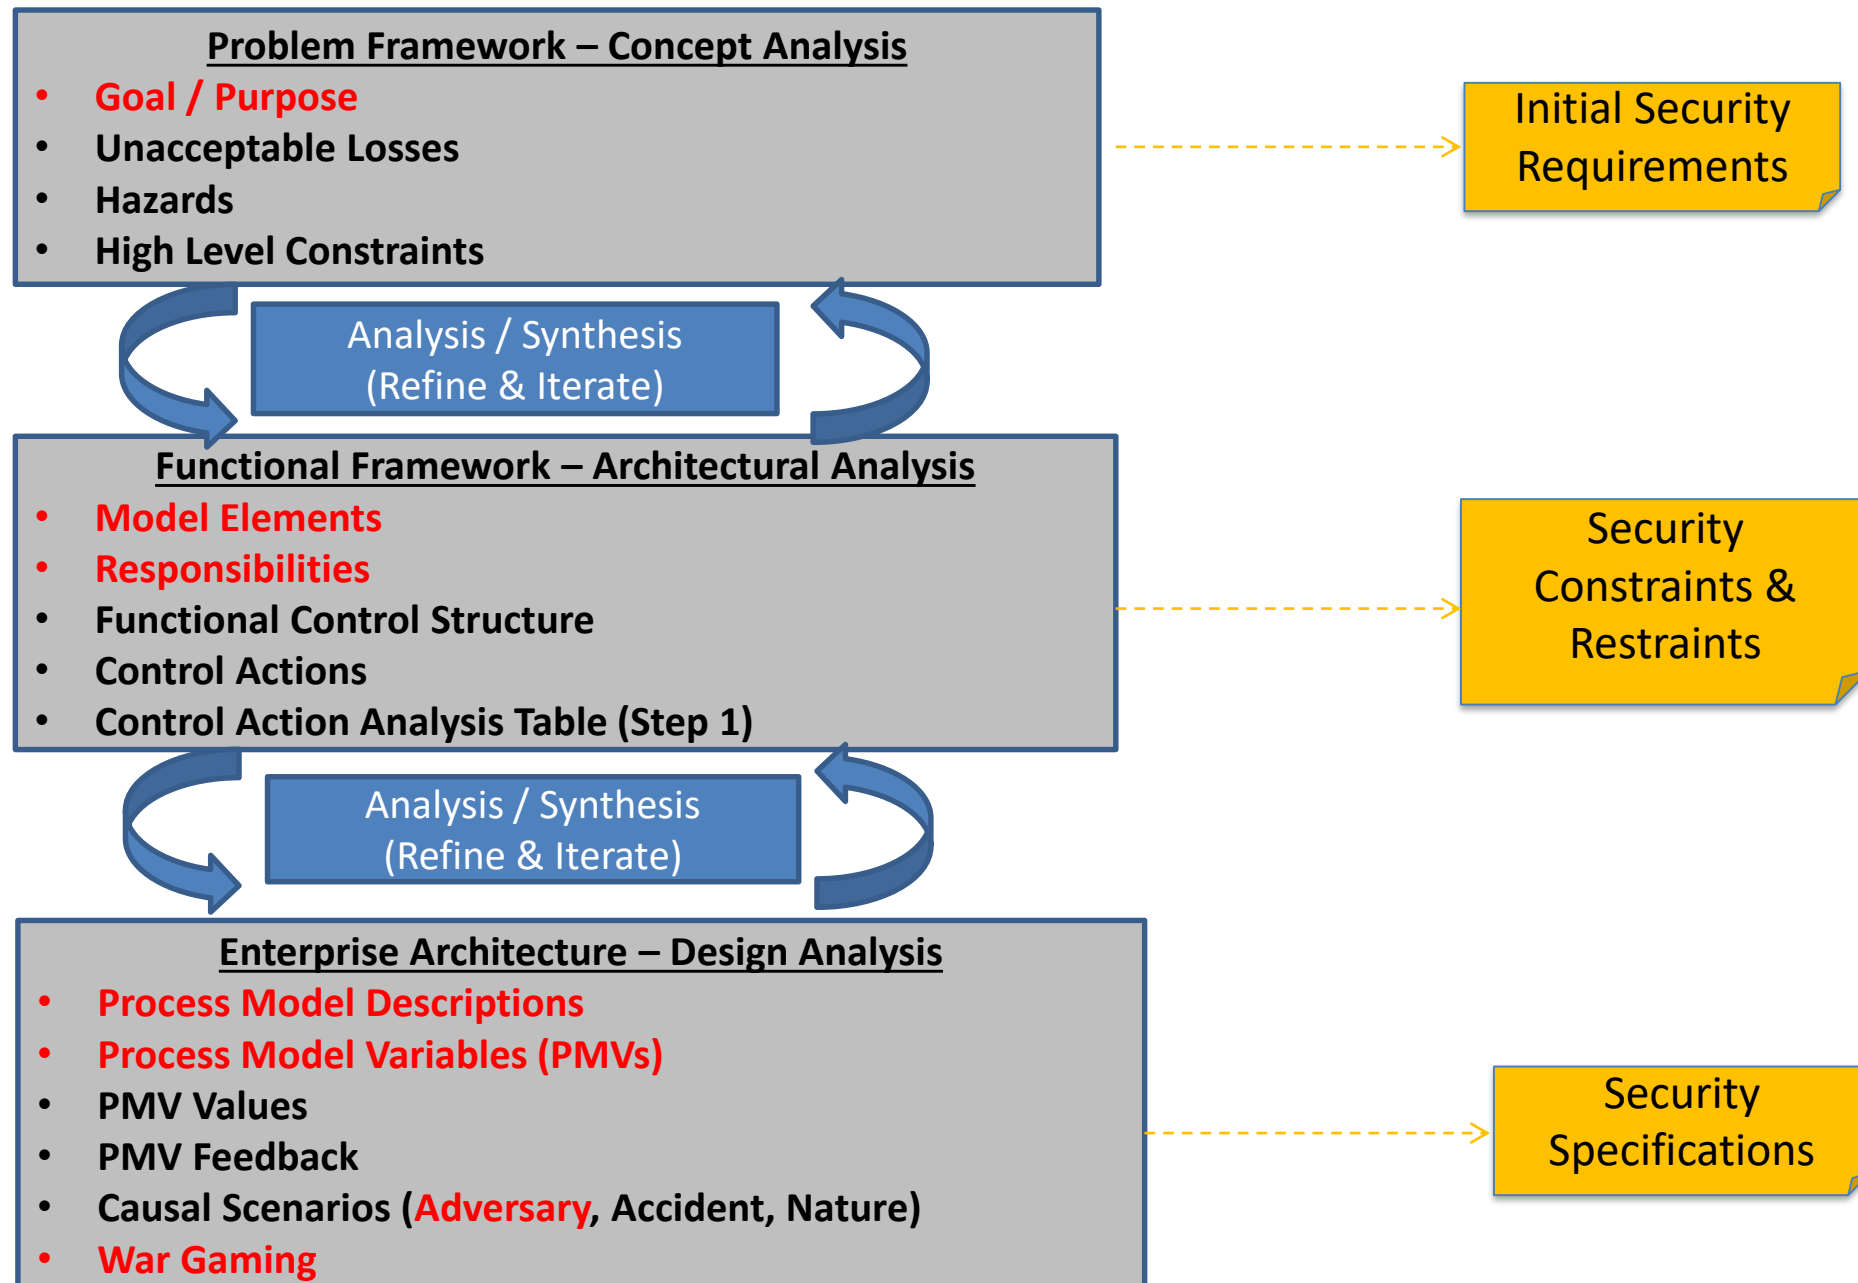 Problem Framework – Concept Analysis
• Goal / Purpose
• Unacceptable Losses
• Hazards
• High Level Constraints
Initial Security
Requirements
Analysis / Synthesis
(Refine & Iterate)
Functional Framework – Architectural Analysis
• Model Elements
• Responsibilities
• Functional Control Structure
• Control Actions
• Control Action Analysis Table (Step 1)
Security
Constraints &
Restraints
Analysis / Synthesis
(Refine & Iterate)
Enterprise Architecture – Design Analysis
• Process Model Descriptions
• Process Model Variables (PMVs)
• PMV Values
• PMV Feedback
• Causal Scenarios (Adversary, Accident, Nature)
• War Gaming
Security
Specifications